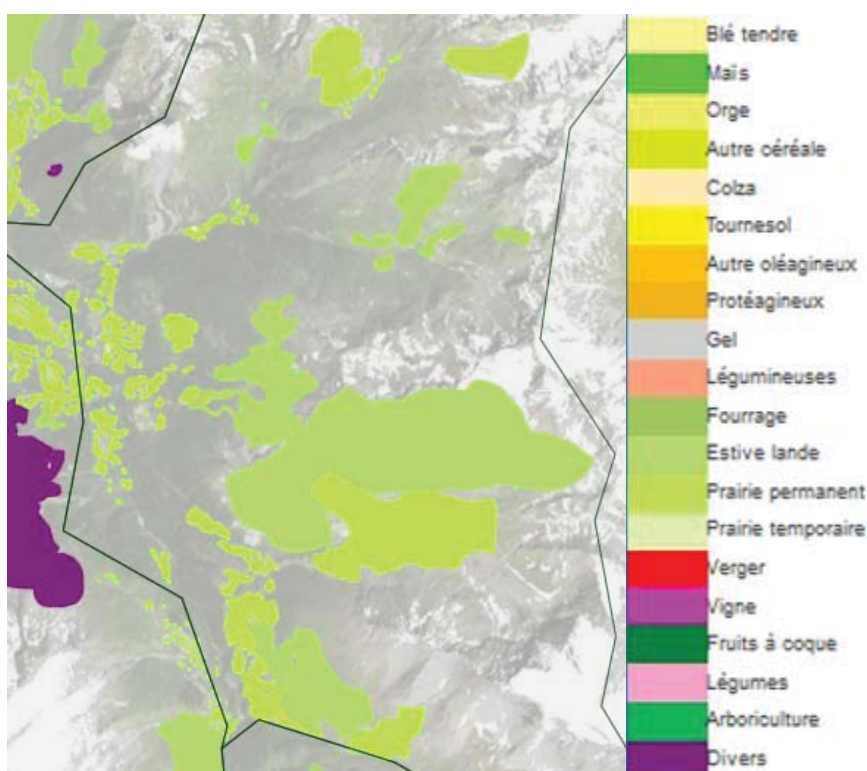 Blé tendre
Maïs
Orge
Autre céréale
Colza
Tournesol
Autre oléagineux
Protéagineux
Gel
Légumineuses
Fourrage
Estive lande
Prairie permanent
Prairie temporaire
Verger
Vigne
Fruits à coque
Légumes
Arboriculture
Divers